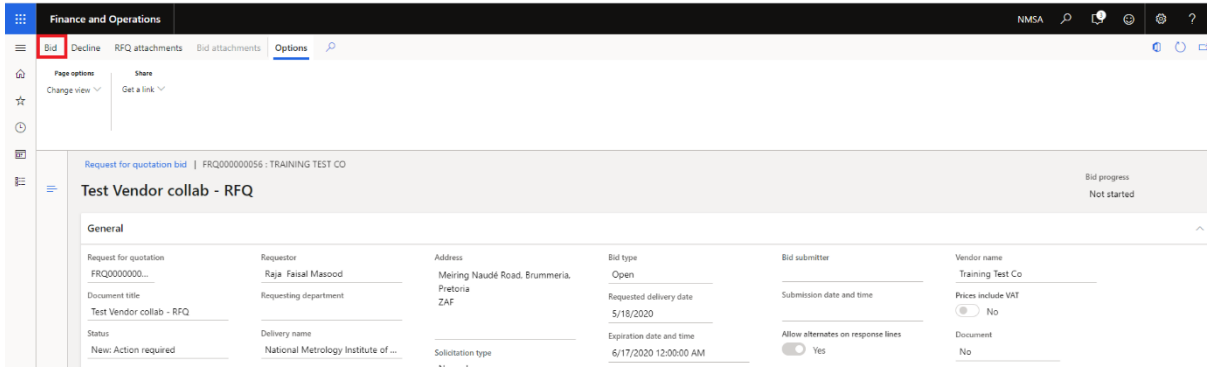 Finance and Operations
NMSA
1
?
Bid Decline RFQ attachments Bid attachments Options
Page options
Change view
Share
Get a link
Request for quotation bid | FRQ000000056 : TRAINING TEST CO
Test Vendor collab - RFQ
Bid progress
Not started
General
Request for quotation
FRQ0000000...
Document title
Test Vendor collab - RFQ
Status
New: Action required
Requestor
Raja Faisal Masood
Requesting department
Delivery name
National Metrology Institute of ...
Address
Meiring Naudé Road, Brummeria,
Pretoria
ZAF
Solicitation type
Bid type
Open
Requested delivery date
5/18/2020
Expiration date and time
6/17/2020 12:00:00 AM
Bid submitter
Submission date and time
Allow alternates on response lines
Yes
Vendor name
Training Test Co
Prices include VAT
No
Document
No